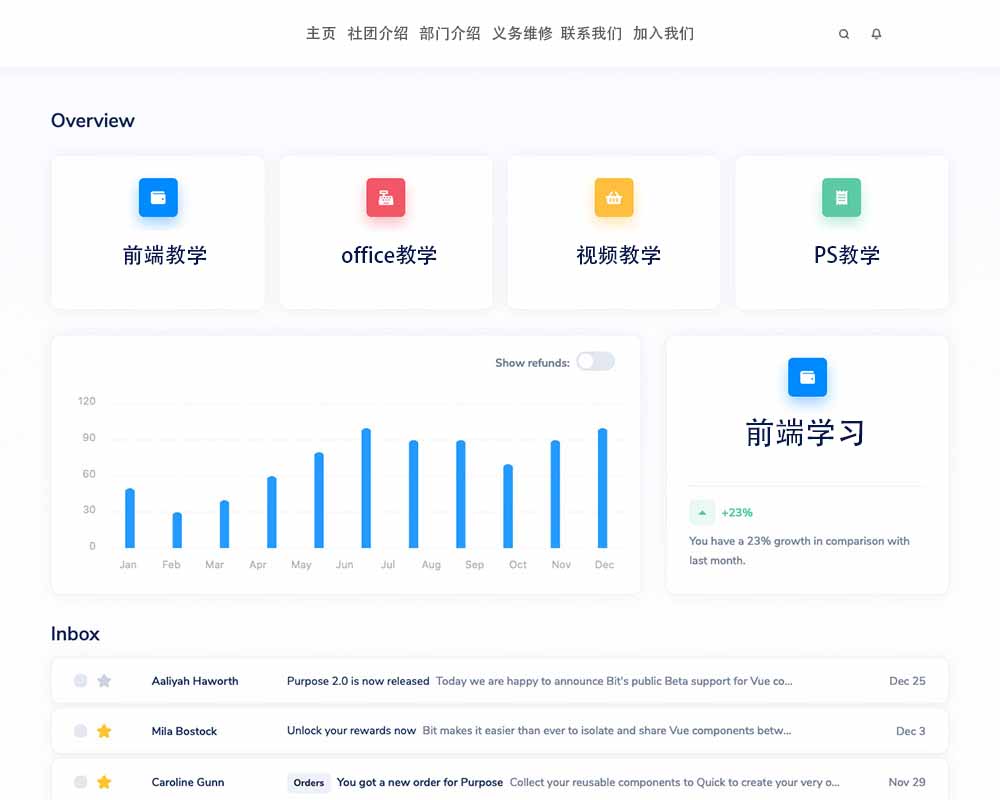 主页 社团介绍 部门介绍 义务维修 联系我们 加入我们
Overview
前端教学
office教学
视频教学
PS教学
Show refunds:
120
90
60
30
0
Jan Feb Mar Apr May Jun Jul Aug Sep Oct Nov Dec
前端学习
+23%
You have a 23% growth in comparison with
last month.
Inbox
Aaliyah Haworth Purpose 2.0 is now released Today we are happy to announce Bit's public Beta support for Vue co... Dec 25
Mila Bostock Unlock your rewards now Bit makes it easier than ever to isolate and share Vue components betw... Dec 3
Caroline Gunn Orders You got a new order for Purpose Collect your reusable components to Quick to create your very o... Nov 29